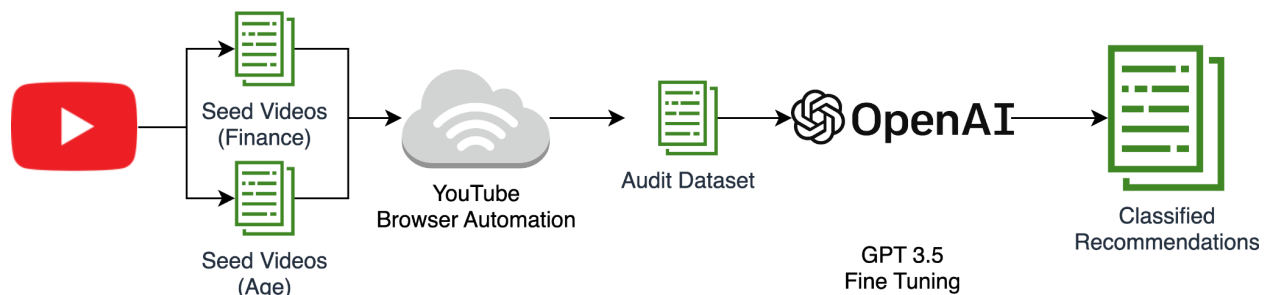 Seed Videos
(Finance)
Seed Videos
(Age)
YouTube
Browser Automation
Audit Dataset
OpenAI
GPT 3.5
Fine Tuning
Classified
Recommendations